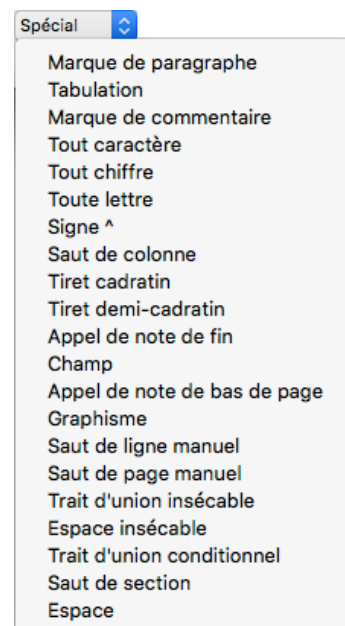 Spécial
Marque de paragraphe
Tabulation
Marque de commentaire
Tout caractère
Tout chiffre
Toute lettre
Signe ^
Saut de colonne
Tiret cadratin
Tiret demi-cadratin
Appel de note de fin
Champ
Appel de note de bas de page
Graphisme
Saut de ligne manuel
Saut de page manuel
Trait d'union insécable
Espace insécable
Trait d'union conditionnel
Saut de section
Espace